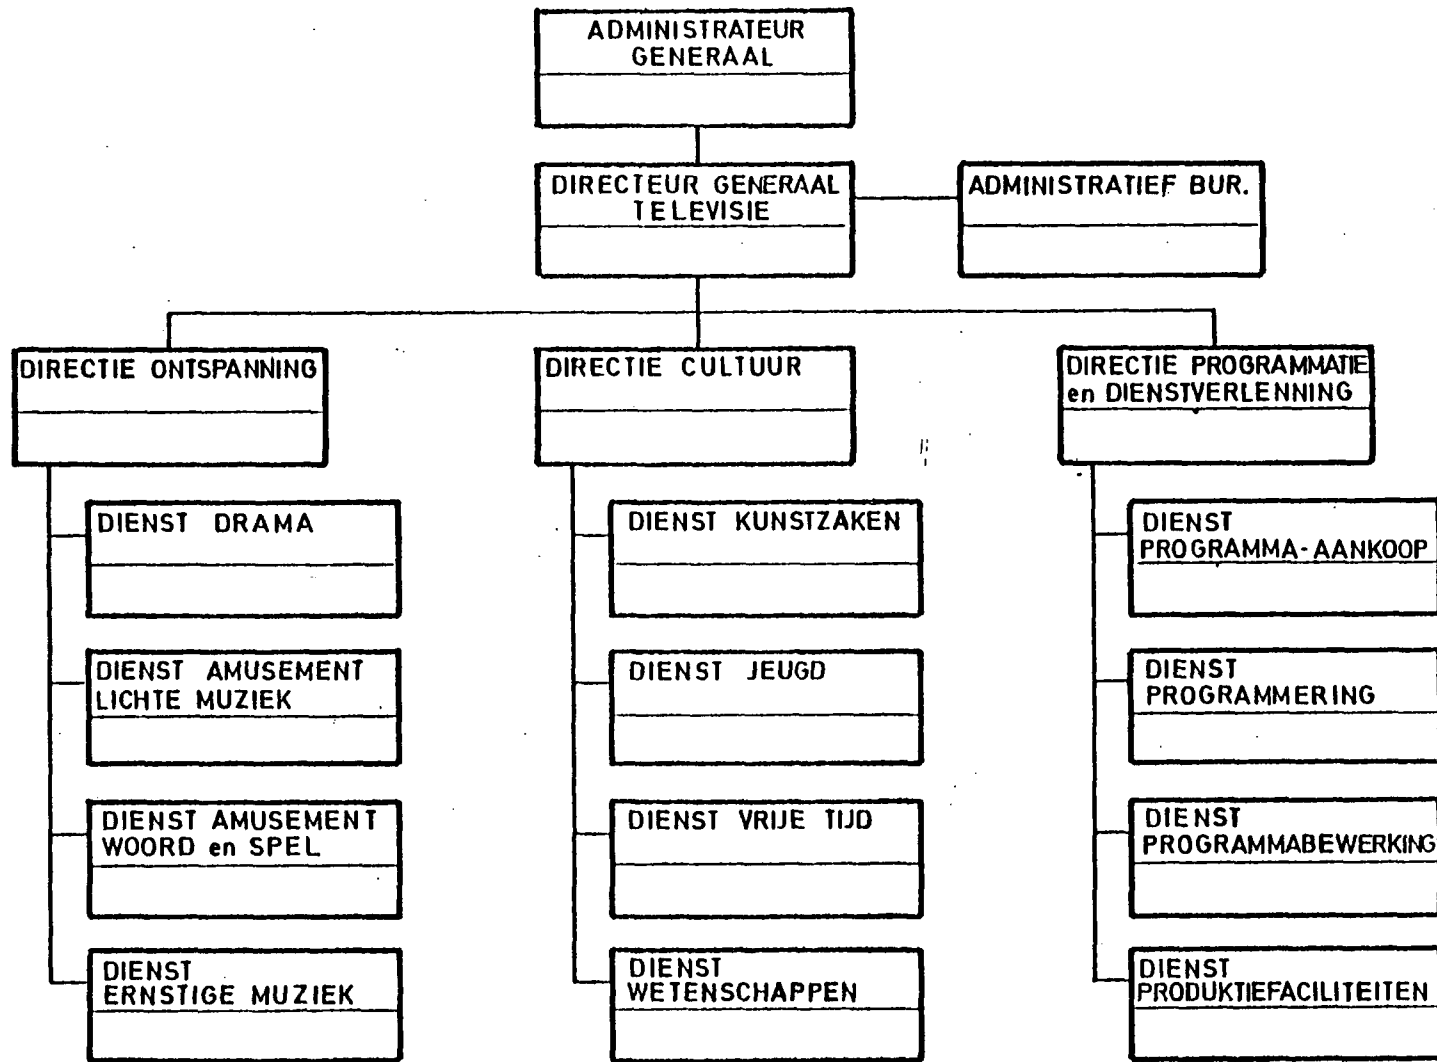 ADMINISTRATEUR
GENERAAL
DIRECTEUR GENERAAL
TELEVISIE
ADMINISTRATIEF BUR.
DIRECTIE ONTSPANNING
DIRECTIE CULTUUR
DIRECTIE PROGRAMMATIE
en DIENSTVERLENNING
DIENST DRAMA
DIENST AMUSEMENT
LICHTE MUZIEK
DIENST AMUSEMENT
WOORD en SPEL
DIENST
ERNSTIGE MUZIEK
DIENST KUNSTZAKEN
DIENST JEUGD
DIENST VRIJE TIJD
DIENST
WETENSCHAPPEN
DIENST
PROGRAMMA-AANKOOP
DIENST
PROGRAMMERING
DIENST
PROGRAMMABEWERKING
DIENST
PRODUKTIEFACILITEITEN